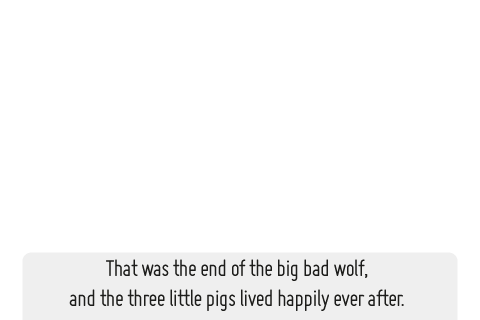 That was the end of the big bad wolf,
and the three little pigs lived happily ever after.